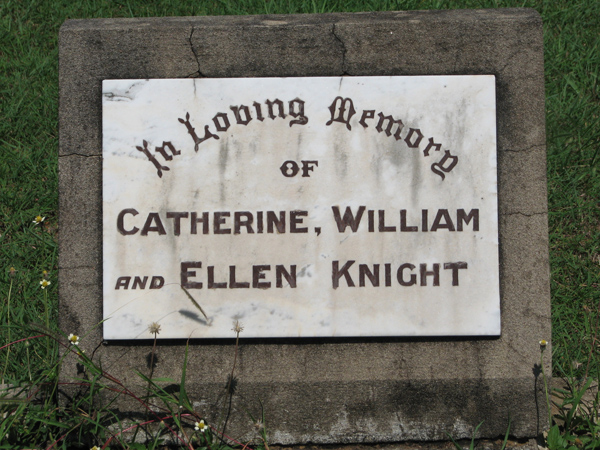 In Loving Memory
OF
CATHERINE, WILLIAM
AND ELLEN KNIGHT